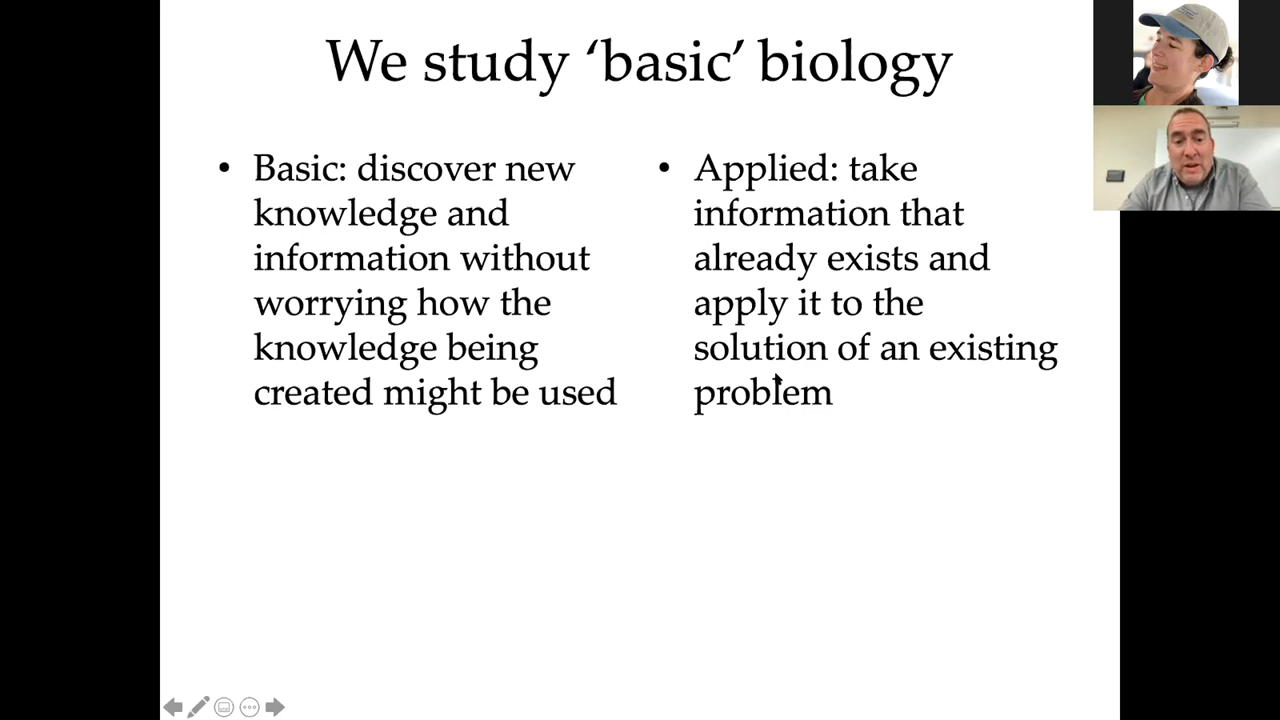 We study ‘basic’ biology
• Basic: discover new
knowledge and
information without
worrying how the
knowledge being
created might be used
• Applied: take
information that
already exists and
apply it to the
solution of an existing
problem